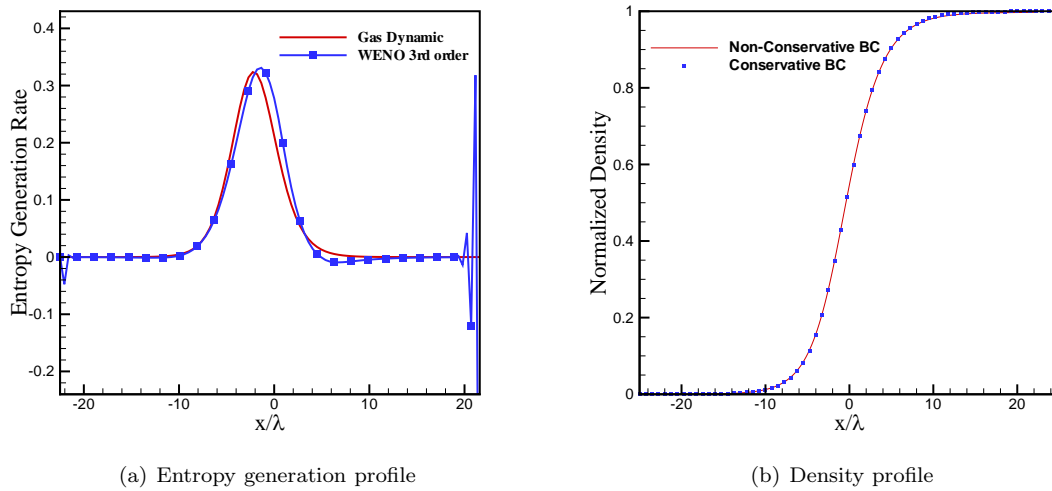 Entropy Generation Rate
0.4
0.3
0.2
0.1
0
-0.1
-0.2
Gas Dynamic
WENO 3rd order
-20
-10
0
10
20
x/λ
(a) Entropy generation profile
Normalized Density
1
0.8
0.6
0.4
0.2
0
Non-Conservative BC
Conservative BC
-20
-10
0
10
20
x/λ
(b) Density profile